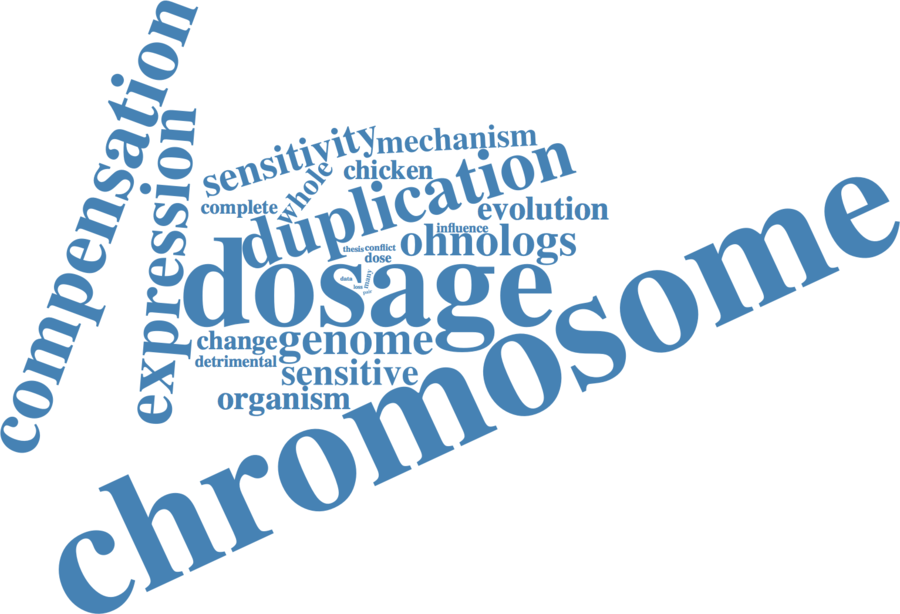 compensation
expression
sensitivity
mechanism
whole
chicken
complete
duplication
evolution
influence
ohnologs
thesis
conflict
dose
dosage
data
many
loss
change
genome
detrimental
sensitive
organism
chromosome